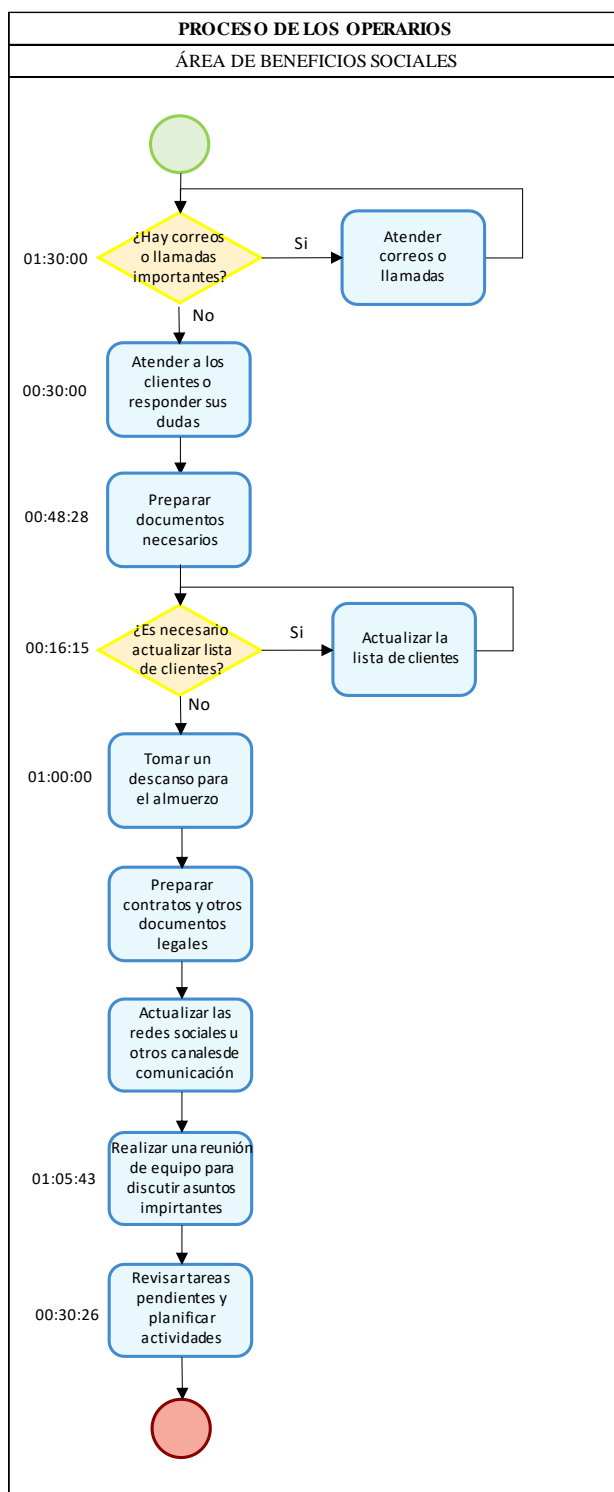 PROCESO DE LOS OPERARIOS
ÁREA DE BENEFICIOS SOCIALES
¿Hay correos
o llamadas
importantes?
01:30:00
Si
Atender
correos o
llamadas
No
Atender a los
clientes o
responder sus
dudas
00:30:00
Preparar
documentos
necesarios
00:48:28
¿Es necesario
actualizar lista
de clientes?
00:16:15
Si
Actualizar la
lista de clientes
No
Tomar un
descanso para
el almuerzo
01:00:00
Preparar
contratos y otros
documentos
legales
Actualizar las
redes sociales u
otros canales de
comunicación
Realizar una reunión
de equipo para
discutir asuntos
impirtantes
01:05:43
Revisar tareas
pendientes y
planificar
actividades
00:30:26